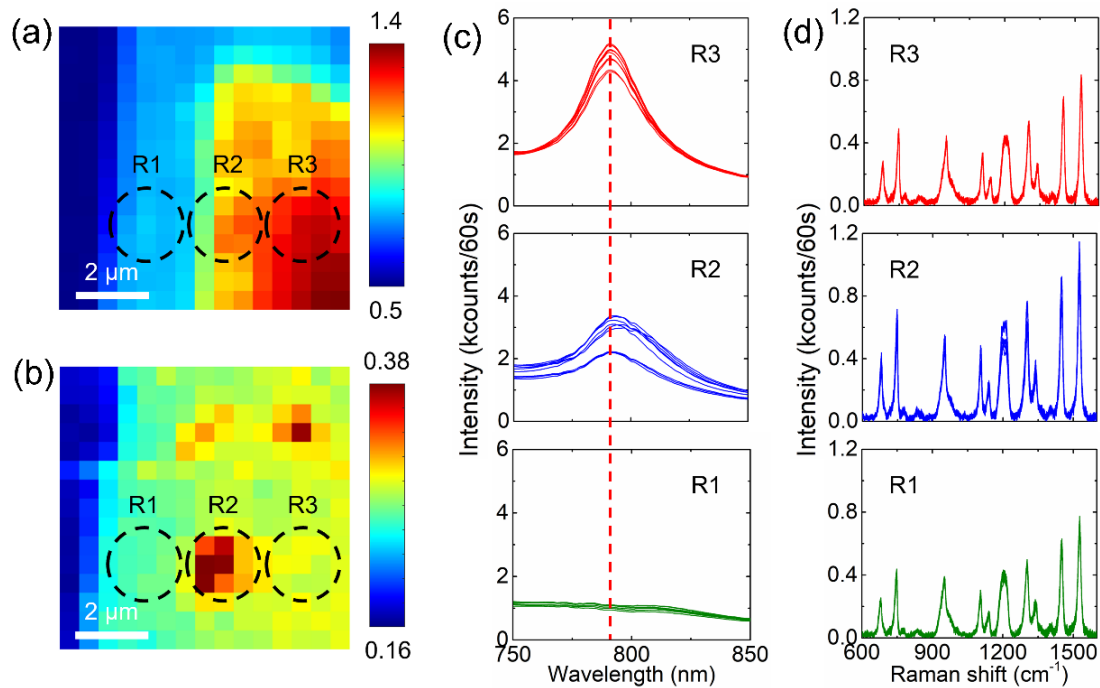 (a)
1.4
R1 R2 R3
2 μm
0.5
(b)
0.38
R1 R2 R3
2 μm
0.16
(c)
6
4
2
0
R3
6
4
2
0
R2
6
4
2
0
R1
750 800 850
Wavelength (nm)
Intensity (kcounts/60s)
(d)
1.2
0.8
0.4
0.0
R3
1.2
0.8
0.4
0.0
R2
1.2
0.8
0.4
0.0
R1
600 900 1200 1500
Raman shift (cm⁻¹)
Intensity (kcounts/60s)